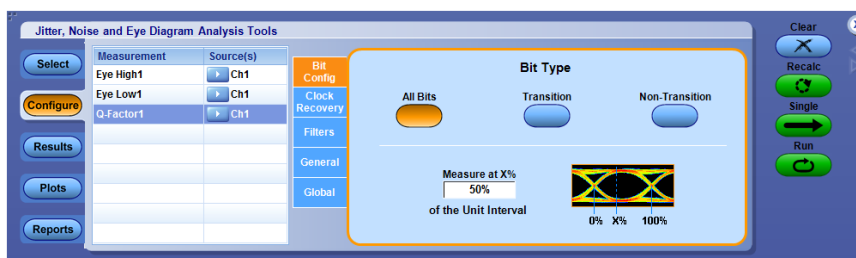 Jitter, Noise and Eye Diagram Analysis Tools
Clear
Select
Measurement Source(s)
Eye High1 Ch1
Eye Low1 Ch1
Q-Factor1 Ch1
Configure
Results
Plots
Reports
Bit
Config
Clock
Recovery
Filters
General
Global
Bit Type
All Bits Transition Non-Transition
Measure at X%
50%
of the Unit Interval
0% X% 100%
Recalc
Single
Run